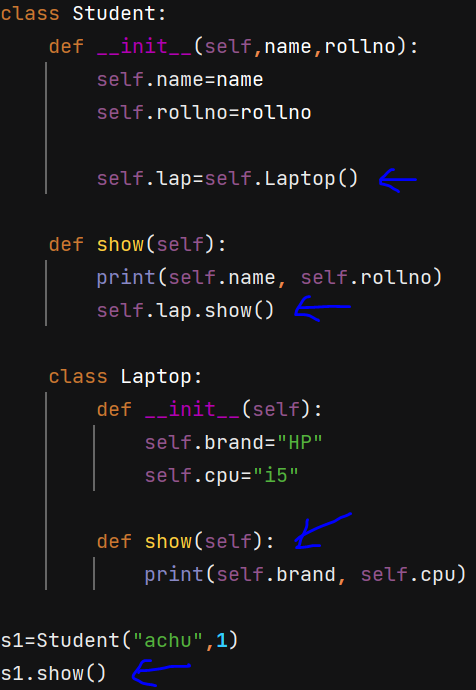 class Student:
    def __init__(self,name,rollno):
        self.name=name
        self.rollno=rollno

        self.lap=self.Laptop()

    def show(self):
        print(self.name, self.rollno)
        self.lap.show()

    class Laptop:
        def __init__(self):
            self.brand="HP"
            self.cpu="i5"

        def show(self):
            print(self.brand, self.cpu)

s1=Student("achu",1)
s1.show()